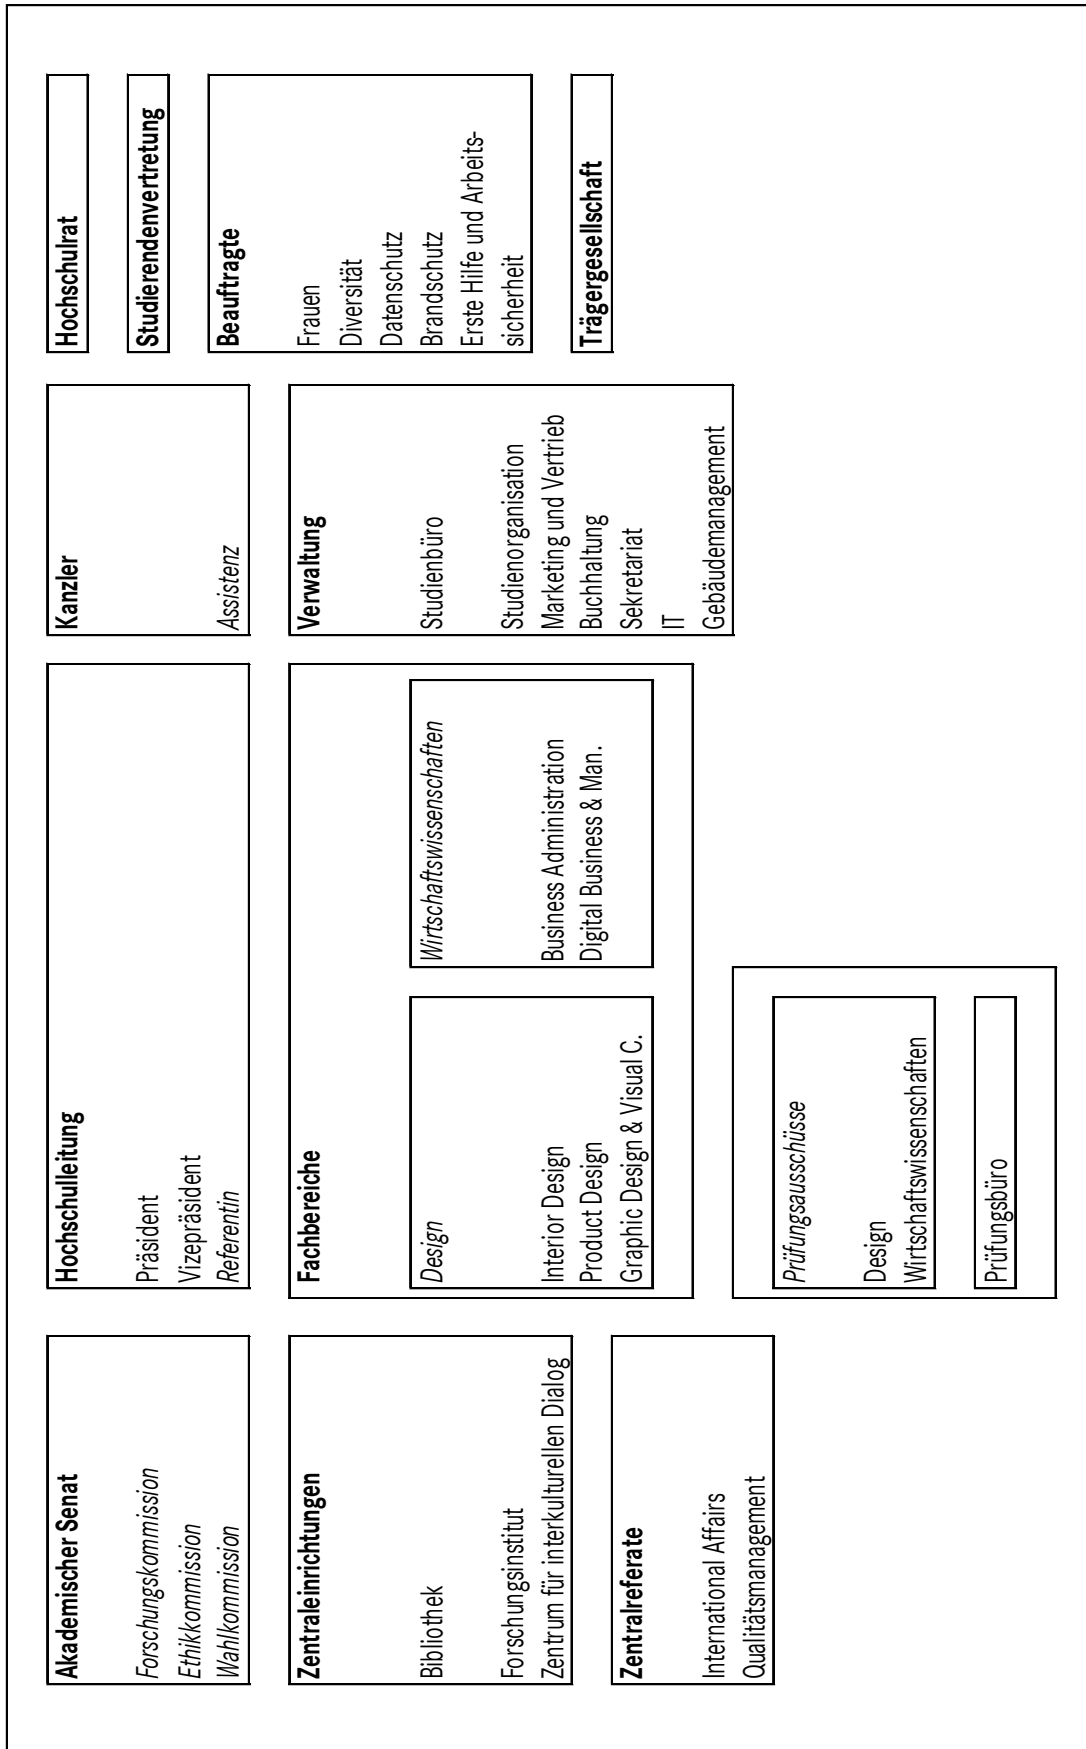 Akademischer Senat
Forschungskommission
Ethikkommission
Wahlkommission
Zentraleinrichtungen
Bibliothek
Forschungsinstitut
Zentrum für interkulturellen Dialog
Zentralreferate
International Affairs
Qualitätsmanagement
Hochschulleitung
Präsident
Vizepräsident
Referentin
Fachbereiche
Design
Interior Design
Product Design
Graphic Design & Visual C.
Wirtschaftswissenschaften
Business Administration
Digital Business & Man.
Prüfungsausschüsse
Design
Wirtschaftswissenschaften
Prüfungsbüro
Kanzler
Assistenz
Verwaltung
Studienbüro
Studienorganisation
Marketing und Vertrieb
Buchhaltung
Sekretariat
IT
Gebäudemanagement
Hochschulrat
Studierendenvertretung
Beauftragte
Frauen
Diversität
Datenschutz
Brandschutz
Erste Hilfe und Arbeits-
sicherheit
Trägergesellschaft